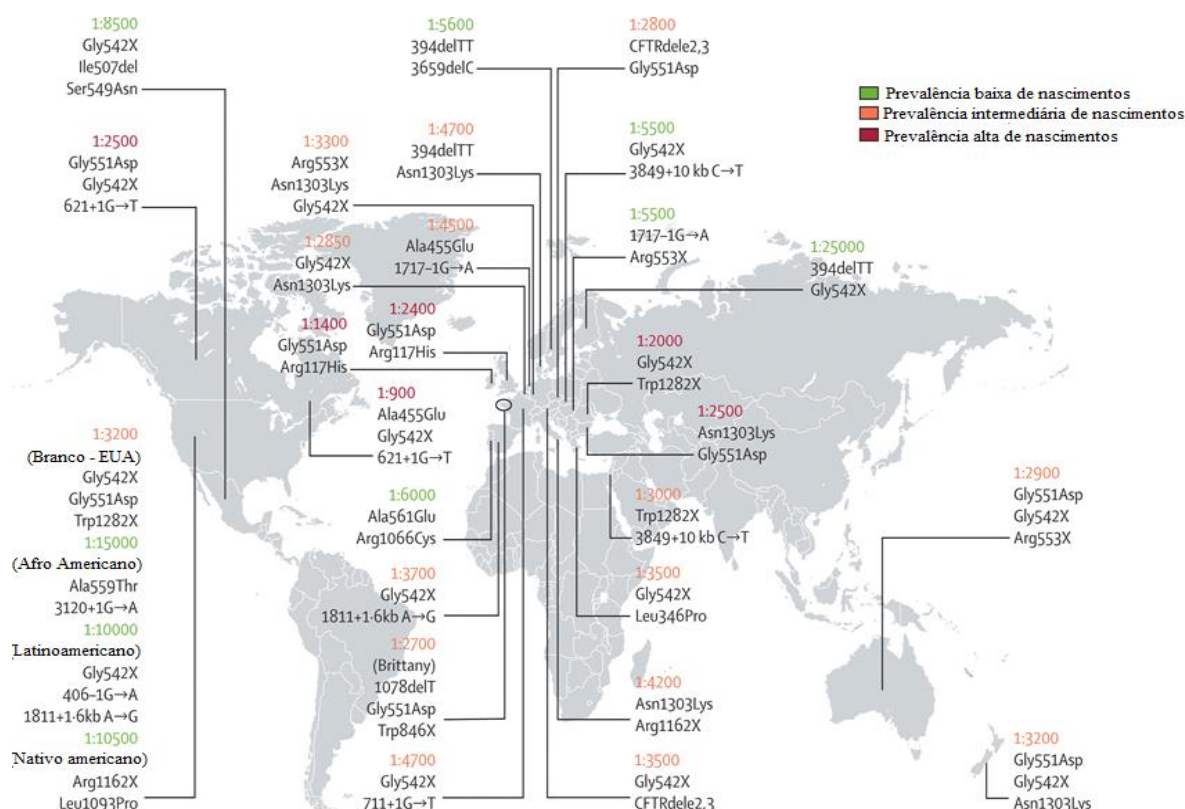 1:8500
Gly542X
Ile507del
Ser549Asn
1:2500
Gly551Asp
Gly542X
621+1G→T
1:3300
Arg553X
Asn1303Lys
Gly542X
1:5600
394delTT
3659delC
1:4700
394delTT
Asn1303Lys
1:2800
CFTRdele2,3
Gly551Asp
1:5500
Gly542X
3849+10 kb C→T
1:5500
1717–1G→A
Arg553X
Prevalência baixa de nascimentos
Prevalência intermediária de nascimentos
Prevalência alta de nascimentos
1:25000
394delTT
Gly542X
1:2850
Gly542X
Asn1303Lys
1:4500
Ala455Glu
1717–1G→A
1:1400
Gly551Asp
Arg117His
1:2400
Gly551Asp
Arg117His
1:900
Ala455Glu
Gly542X
621+1G→T
1:2000
Gly542X
Trp1282X
1:2500
Asn1303Lys
Gly551Asp
1:3200
(Branco - EUA)
Gly542X
Gly551Asp
Trp1282X
1:15000
(Afro Americano)
Ala559Thr
3120+1G→A
1:10000
(Latinoamericano)
Gly542X
406–1G→A
1811+1·6kb A→G
1:10500
(Nativo americano)
Arg1162X
Leu1093Pro
1:6000
Ala561Glu
Arg1066Cys
1:3700
Gly542X
1811+1·6kb A→G
1:2700
(Brittany)
1078delT
Gly551Asp
Trp846X
1:4700
Gly542X
711+1G→T
1:3000
Trp1282X
3849+10 kb C→T
1:3500
Gly542X
Leu346Pro
1:4200
Asn1303Lys
Arg1162X
1:3500
Gly542X
CFTRdele2,3
1:2900
Gly551Asp
Gly542X
Arg553X
1:3200
Gly551Asp
Gly542X
Asn1303Lys